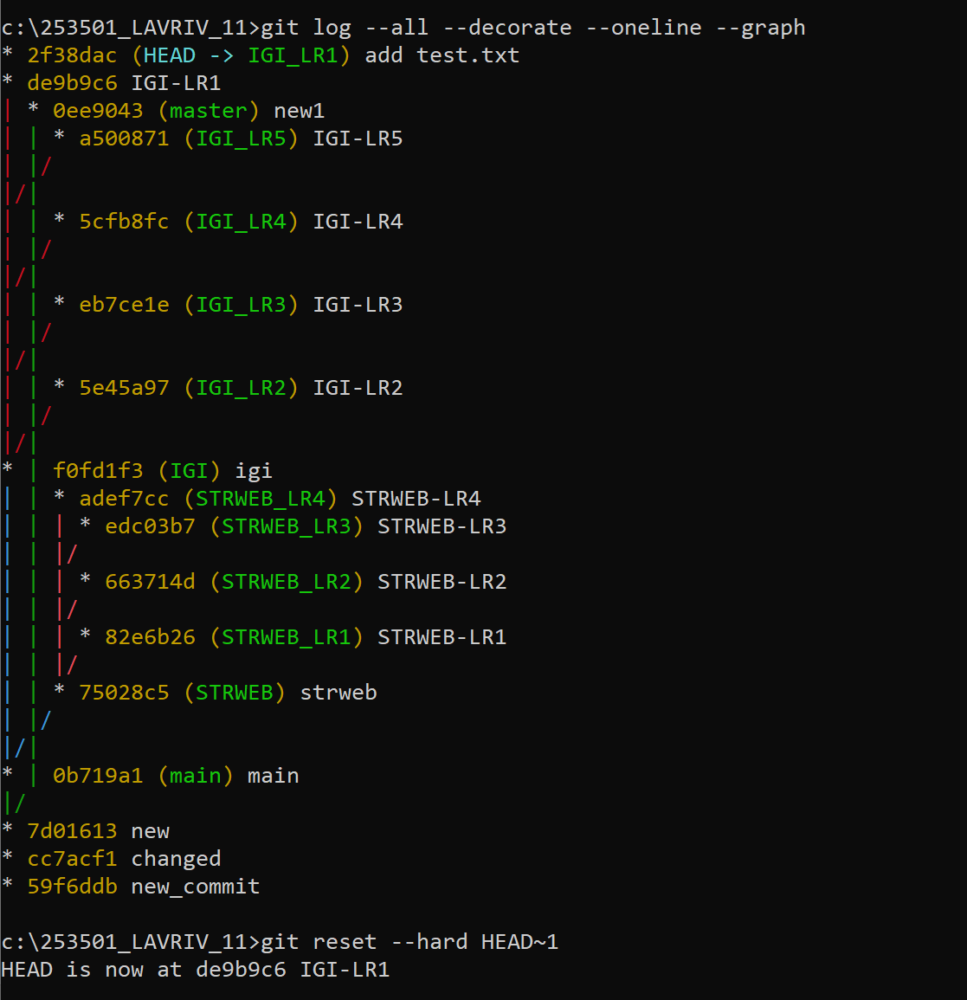 c:\253501_LAVRIV_11>git log --all --decorate --oneline --graph
* 2f38dac (HEAD -> IGI_LR1) add test.txt
* de9b9c6 IGI-LR1
| * 0ee9043 (master) new1
| | * a500871 (IGI_LR5) IGI-LR5
| |/
|/|
| | * 5cfb8fc (IGI_LR4) IGI-LR4
| |/
|/|
| | * eb7ce1e (IGI_LR3) IGI-LR3
| |/
|/|
| | * 5e45a97 (IGI_LR2) IGI-LR2
| |/
|/|
* | f0fd1f3 (IGI) igi
| | * adef7cc (STRWEB_LR4) STRWEB-LR4
| | | * edc03b7 (STRWEB_LR3) STRWEB-LR3
| | |/
| | | * 663714d (STRWEB_LR2) STRWEB-LR2
| | |/
| | | * 82e6b26 (STRWEB_LR1) STRWEB-LR1
| | |/
| | * 75028c5 (STRWEB) strweb
| |/
|/|
* | 0b719a1 (main) main
|/
* 7d01613 new
* cc7acf1 changed
* 59f6ddb new_commit
c:\253501_LAVRIV_11>git reset --hard HEAD~1
HEAD is now at de9b9c6 IGI-LR1